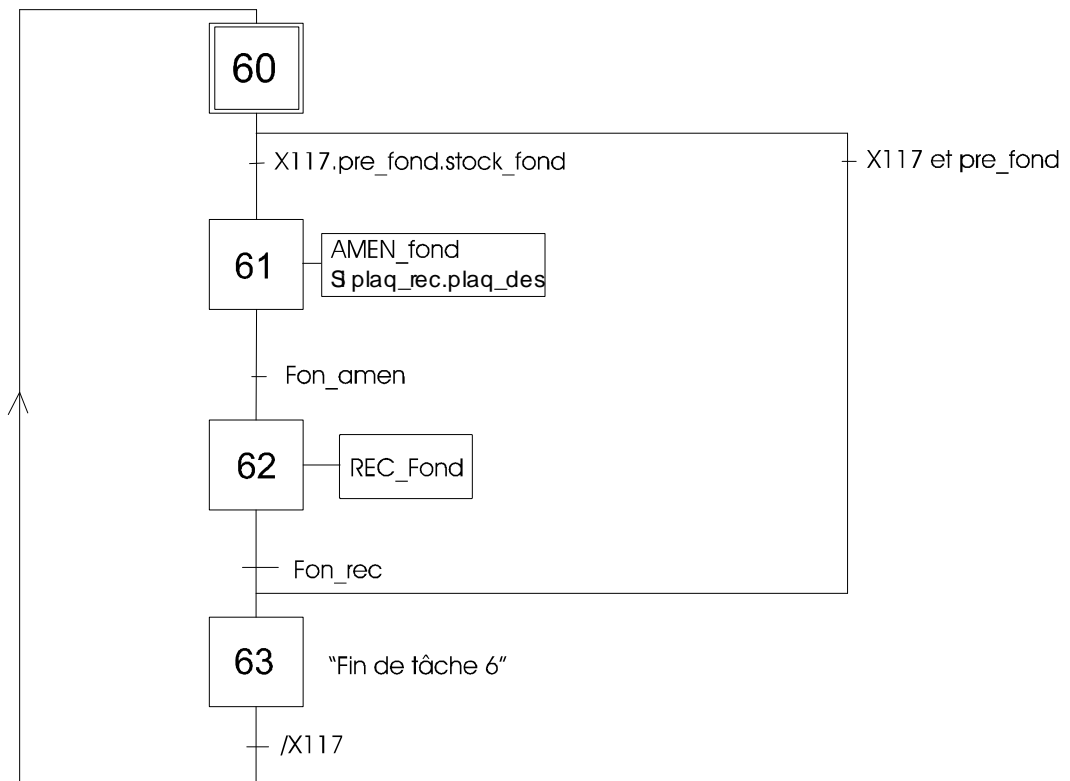 60
X117.pre_fond.stock_fond
X117 et pre_fond
61
AMEN_fond
Si plaq_rec.plaq_des
Fon_amen
62
REC_Fond
Fon_rec
63
“Fin de tâche 6”
/X117